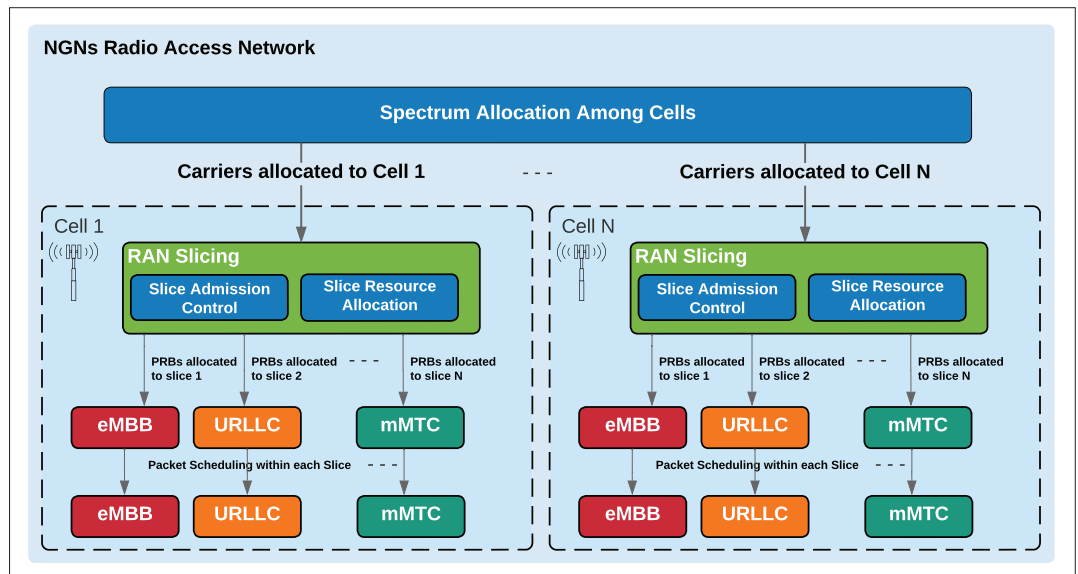 NGNs Radio Access Network
Spectrum Allocation Among Cells
Carriers allocated to Cell 1
- - -
Carriers allocated to Cell N
Cell 1
RAN Slicing
Slice Admission
Control
Slice Resource
Allocation
PRBs allocated
to slice 1
PRBs allocated
to slice 2
- - -
PRBs allocated
to slice N
eMBB
URLLC
mMTC
Packet Scheduling within each Slice
- - -
eMBB
URLLC
mMTC
Cell N
RAN Slicing
Slice Admission
Control
Slice Resource
Allocation
PRBs allocated
to slice 1
PRBs allocated
to slice 2
- - -
PRBs allocated
to slice N
eMBB
URLLC
mMTC
Packet Scheduling within each Slice
- - -
eMBB
URLLC
mMTC